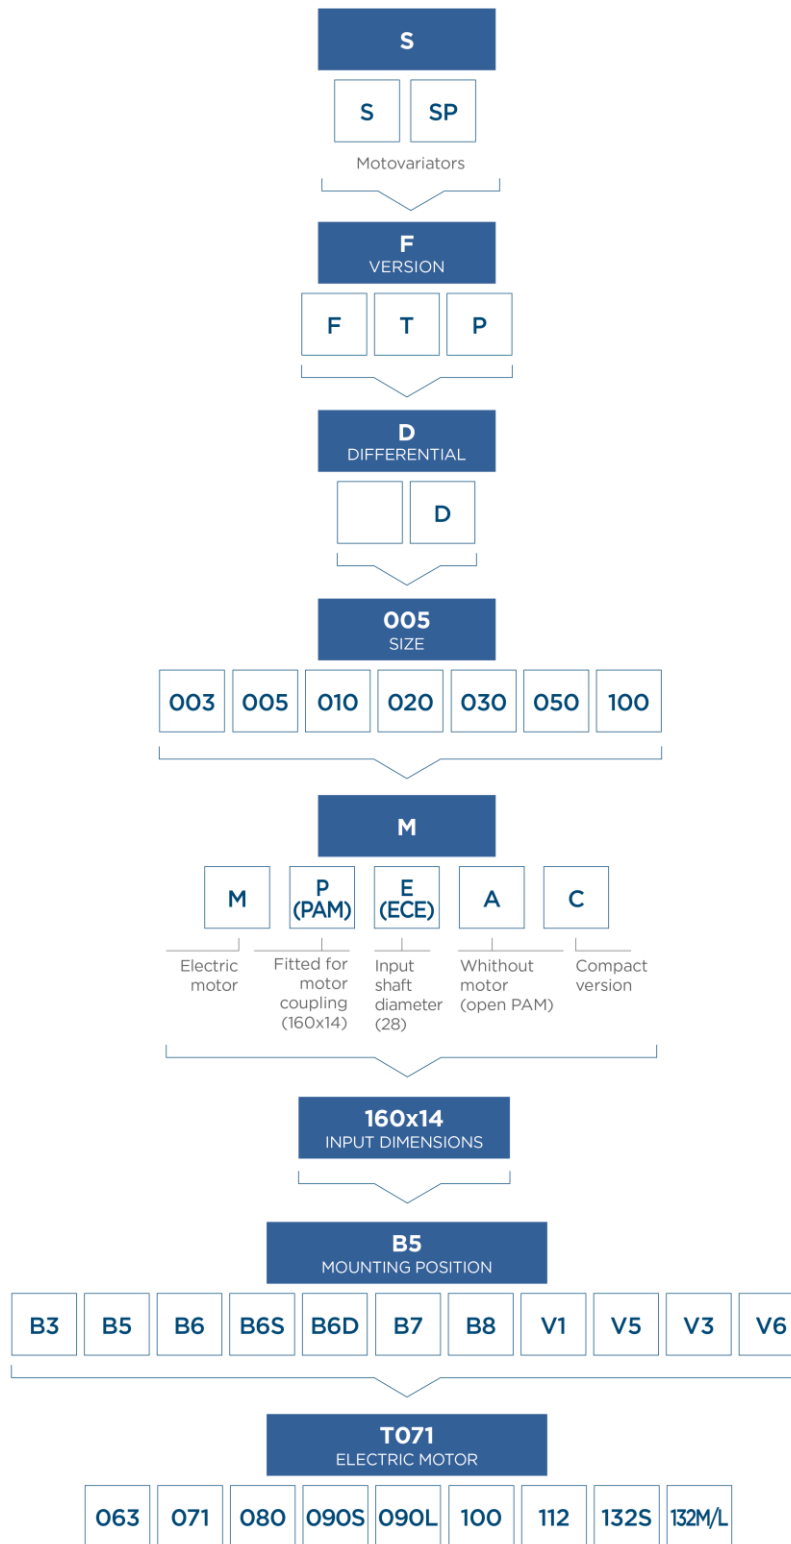 S
S SP
Motovariators
F
VERSION
F T P
D
DIFFERENTIAL
D
005
SIZE
003 005 010 020 030 050 100
M
M P (PAM) E (ECE) A C
Electric motor
Fitted for motor coupling (160x14)
Input shaft diameter (28)
Whithout motor (open PAM)
Compact version
160x14
INPUT DIMENSIONS
B5
MOUNTING POSITION
B3 B5 B6 B6S B6D B7 B8 V1 V5 V3 V6
T071
ELECTRIC MOTOR
063 071 080 090S 090L 100 112 132S 132M/L